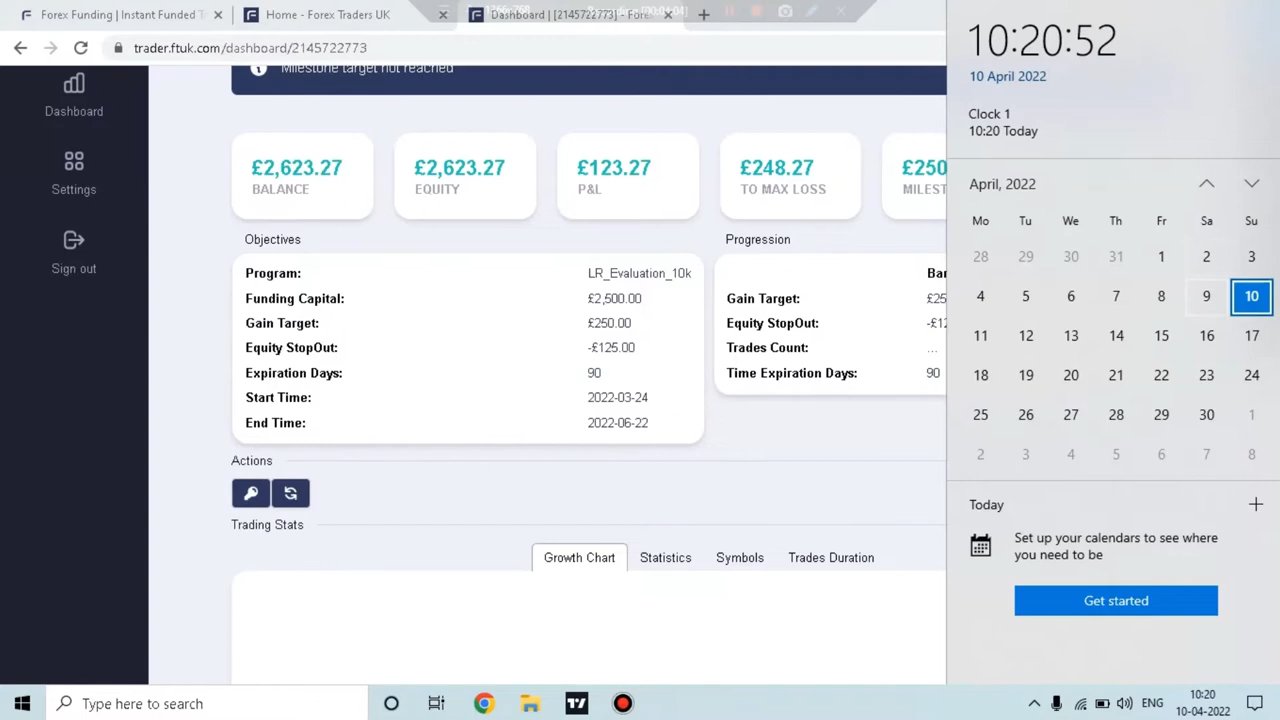 Forex Funding | Instant Funded T
Home - Forex Traders UK
Dashboard | [2145722773] - Fore
trader.ftuk.com/dashboard/2145722773
Milestone target not reached
Dashboard
Settings
Sign out
£2,623.27
BALANCE
£2,623.27
EQUITY
£123.27
P&L
£248.27
TO MAX LOSS
£250
MILEST
Objectives
Program: LR_Evaluation_10k
Funding Capital: £2,500.00
Gain Target: £250.00
Equity StopOut: -£125.00
Expiration Days: 90
Start Time: 2022-03-24
End Time: 2022-06-22
Progression
Bar
Gain Target: £25
Equity StopOut: -£12
Trades Count: ...
Time Expiration Days: 90
Actions
Trading Stats
Growth Chart Statistics Symbols Trades Duration
10:20:52
10 April 2022
Clock 1
10:20 Today
April, 2022
Mo Tu We Th Fr Sa Su
28 29 30 31 1 2 3
4 5 6 7 8 9 10
11 12 13 14 15 16 17
18 19 20 21 22 23 24
25 26 27 28 29 30 1
2 3 4 5 6 7 8
Today
Set up your calendars to see where
you need to be
Get started
Type here to search
ENG
10:20
10-04-2022